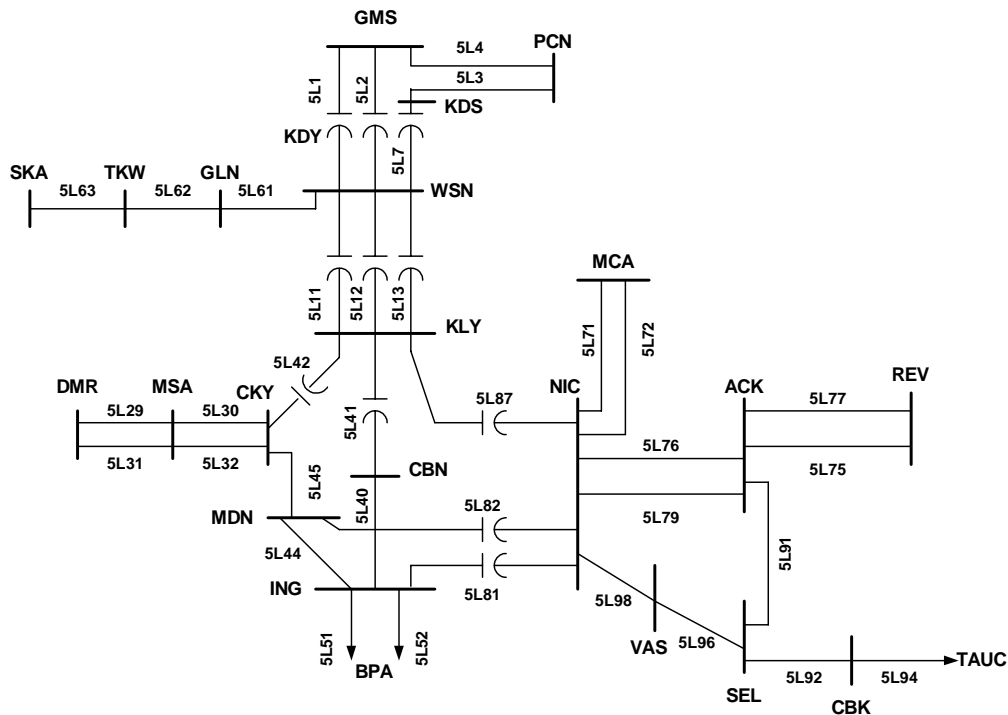 GMS
PCN
5L4
5L1
5L2
5L3
KDS
KDY
5L7
SKA
TKW
GLN
WSN
5L63
5L62
5L61
MCA
5L11
5L12
5L13
5L71
5L72
KLY
5L42
DMR
MSA
CKY
NIC
ACK
REV
5L87
5L77
5L29
5L30
5L41
5L76
5L31
5L32
5L75
CBN
5L45
5L40
5L82
5L79
MDN
5L44
5L91
ING
5L81
5L98
5L51
5L52
BPA
VAS
5L96
TAUC
SEL
5L92
5L94
CBK